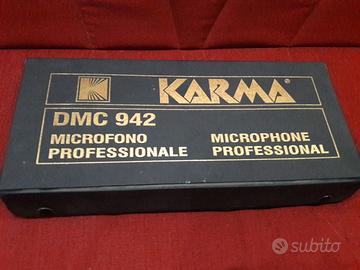 KARMA®
DMC 942
MICROFONO MICROPHONE
PROFESSIONALE PROFESSIONAL
subito